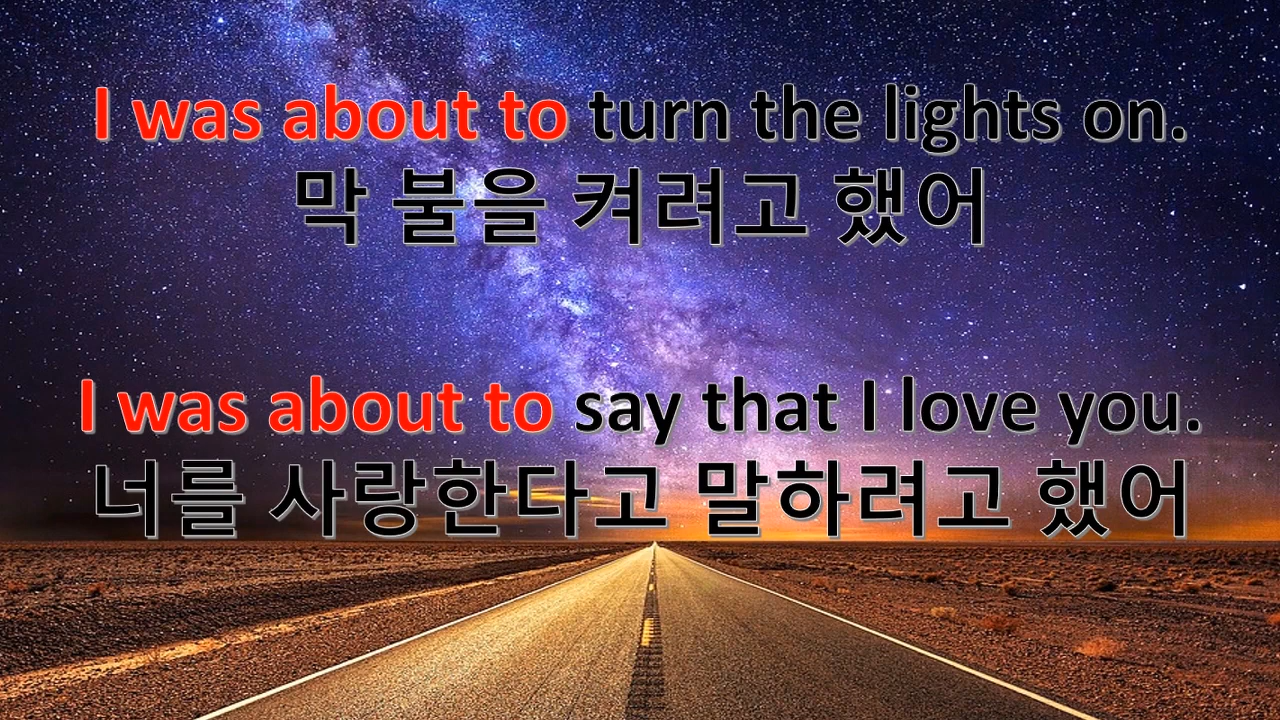 I was about to turn the lights on.
막 불을 켜려고 했어
I was about to say that I love you.
너를 사랑한다고 말하려고 했어